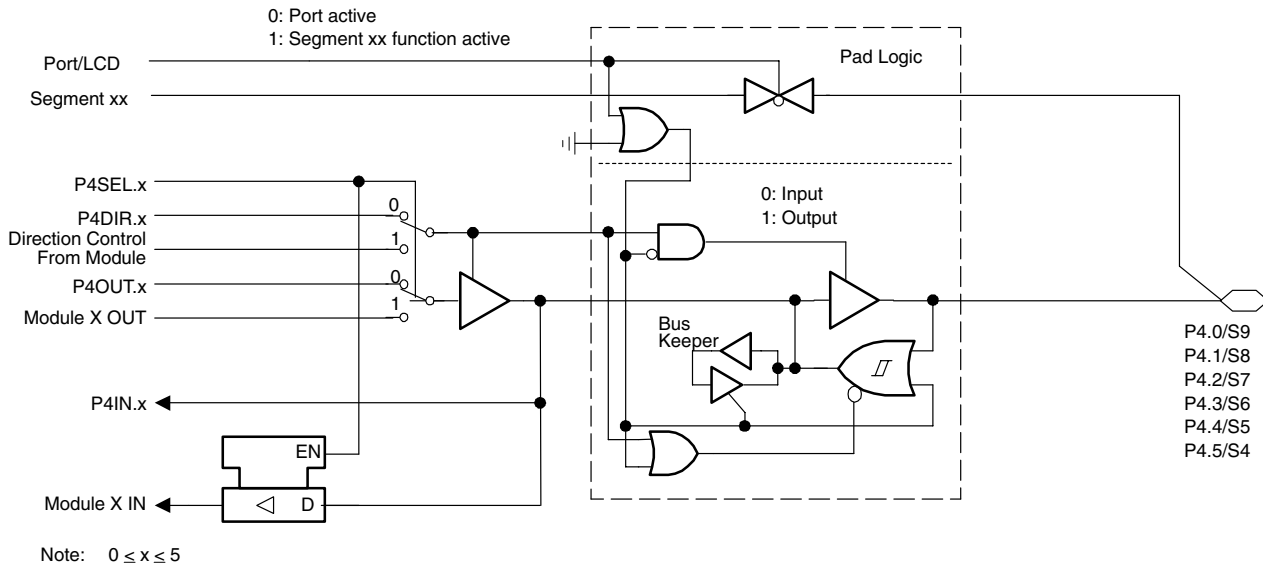 0: Port active
1: Segment xx function active
Port/LCD
Pad Logic
Segment xx
P4SEL.x
0: Input
1: Output
0
P4DIR.x
1
Direction Control
From Module
0
P4OUT.x
1
Module X OUT
Bus
Keeper
P4.0/S9
P4.1/S8
P4.2/S7
P4.3/S6
P4.4/S5
P4.5/S4
P4IN.x
EN
Module X IN
D
Note: 0 ≤ x ≤ 5